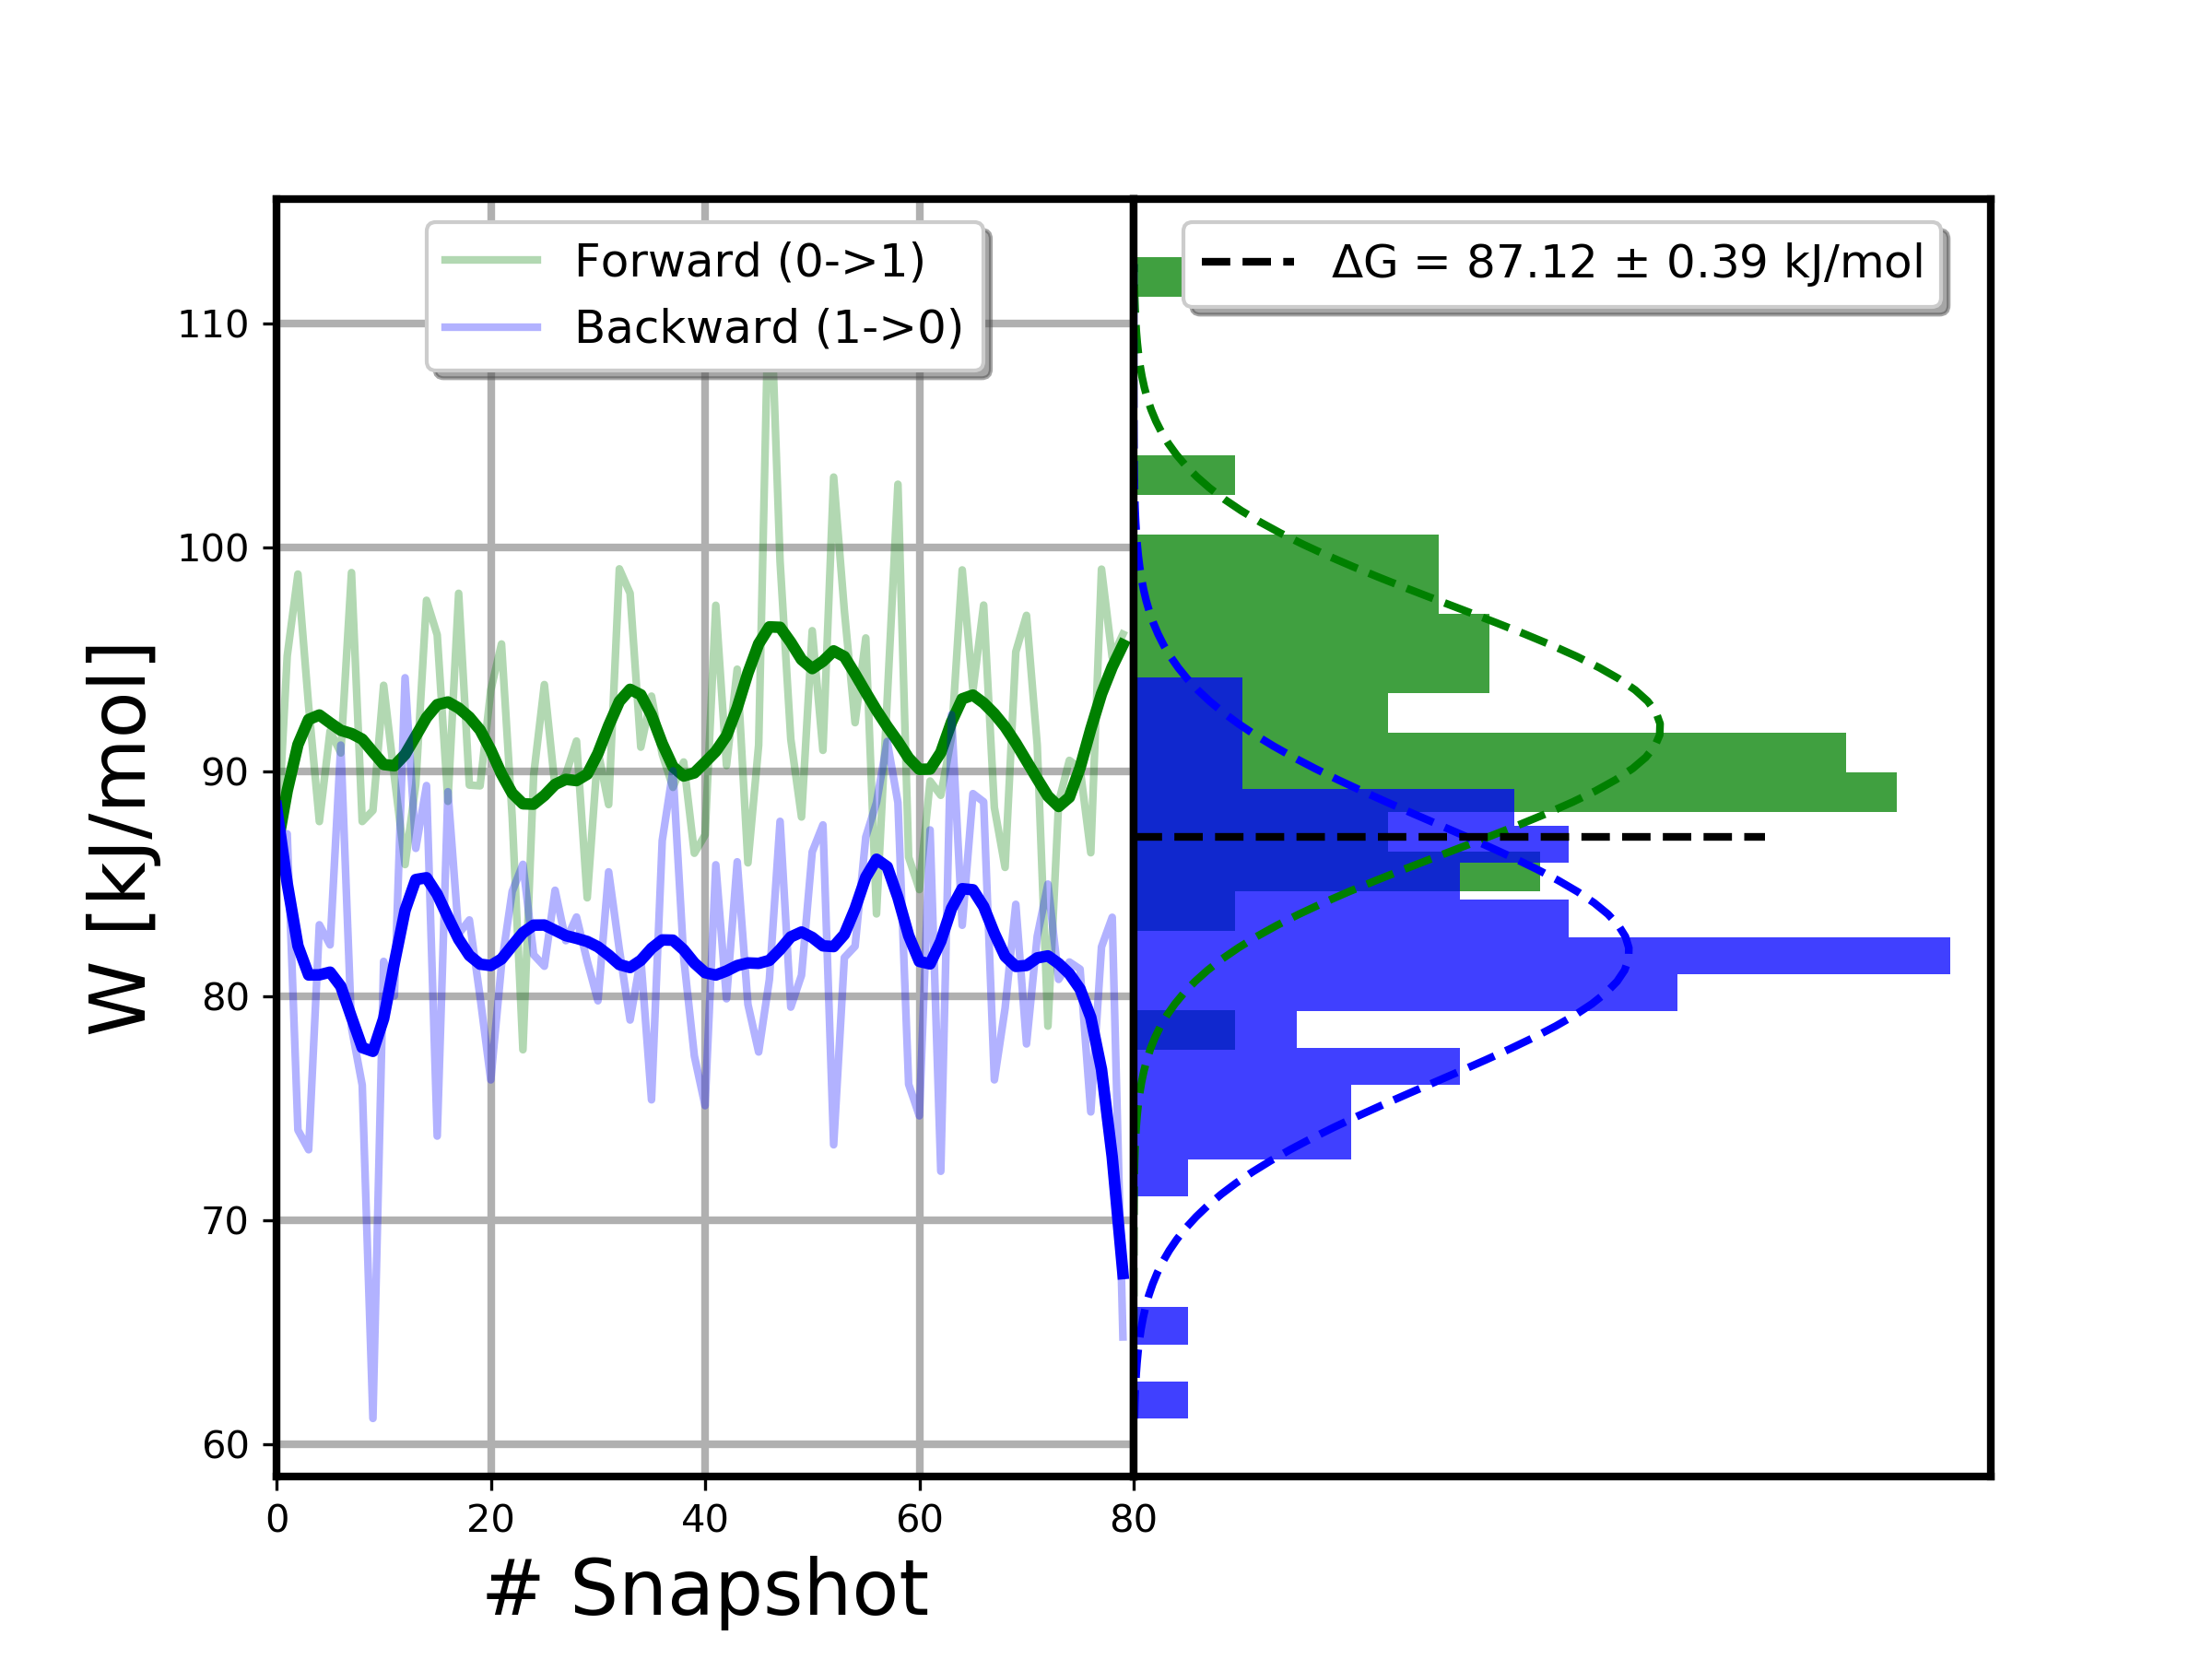 Forward (0->1)
Backward (1->0)
ΔG = 87.12 ± 0.39 kJ/mol
110
100
90
80
70
60
W [kJ/mol]
0 20 40 60 80
# Snapshot